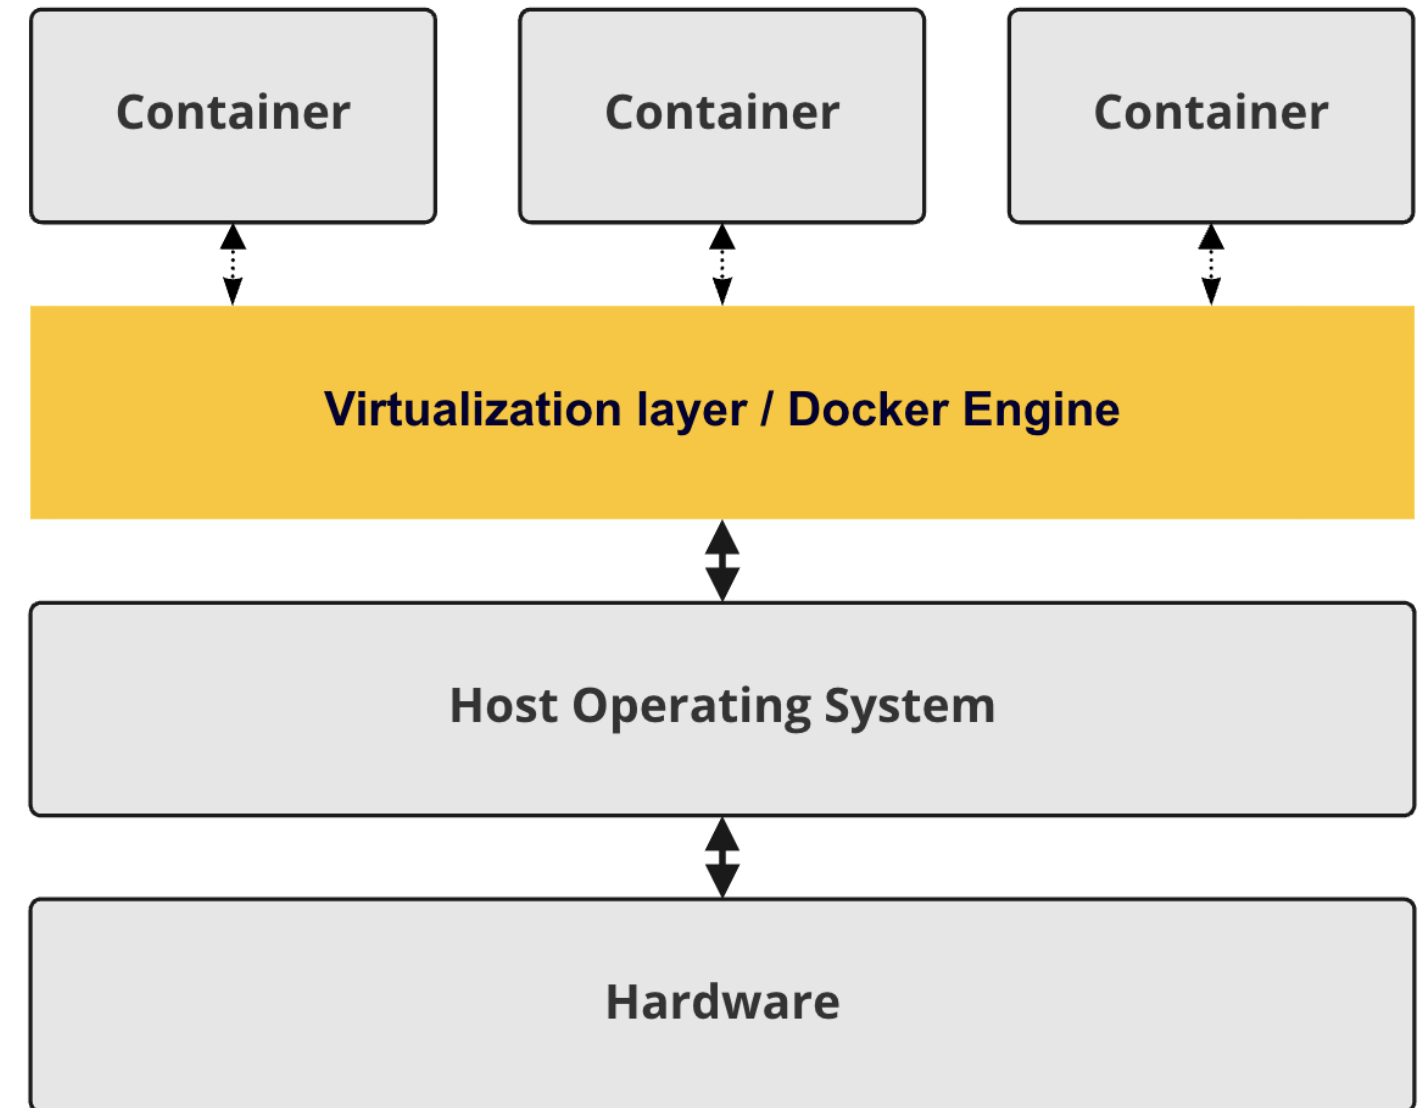 Container
Container
Container
Virtualization layer / Docker Engine
Host Operating System
Hardware